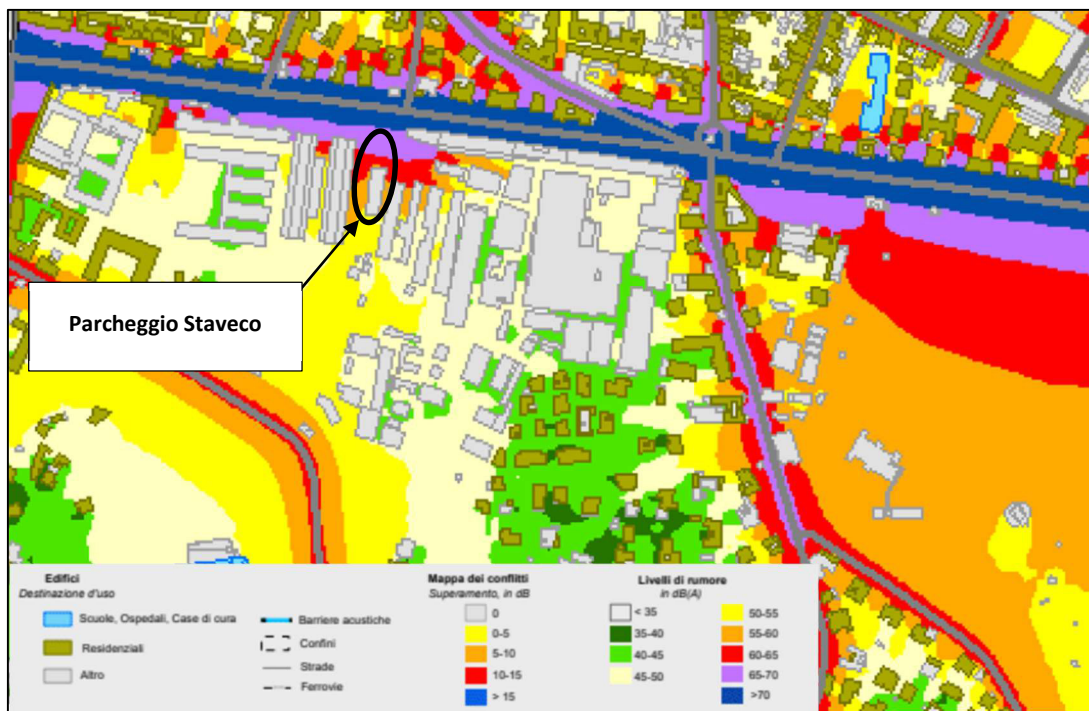 Parcheggio Staveco
Edifici
Destinazione d'uso
Scuole, Ospedali, Case di cura
Residenziali
Altro
Barriere acustiche
Confini
Strade
Ferrovie
Mappa dei conflitti
Superamento, in dB
0
0-5
5-10
10-15
> 15
Livelli di rumore
in dB(A)
< 35
35-40
40-45
45-50
50-55
55-60
60-65
65-70
>70